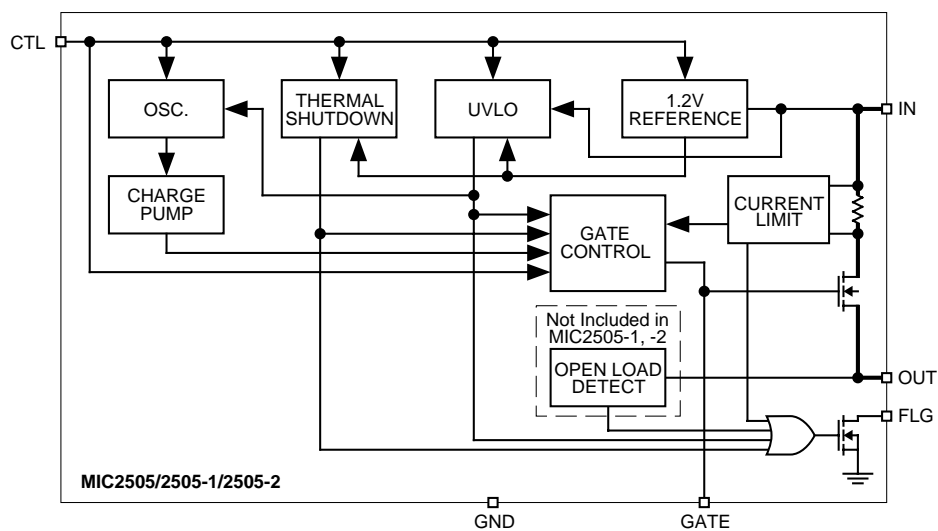 CTL
OSC.
THERMAL
SHUTDOWN
UVLO
1.2V
REFERENCE
IN
CHARGE
PUMP
GATE
CONTROL
CURRENT
LIMIT
Not Included in
MIC2505-1, -2
OPEN LOAD
DETECT
OUT
FLG
MIC2505/2505-1/2505-2
GND
GATE